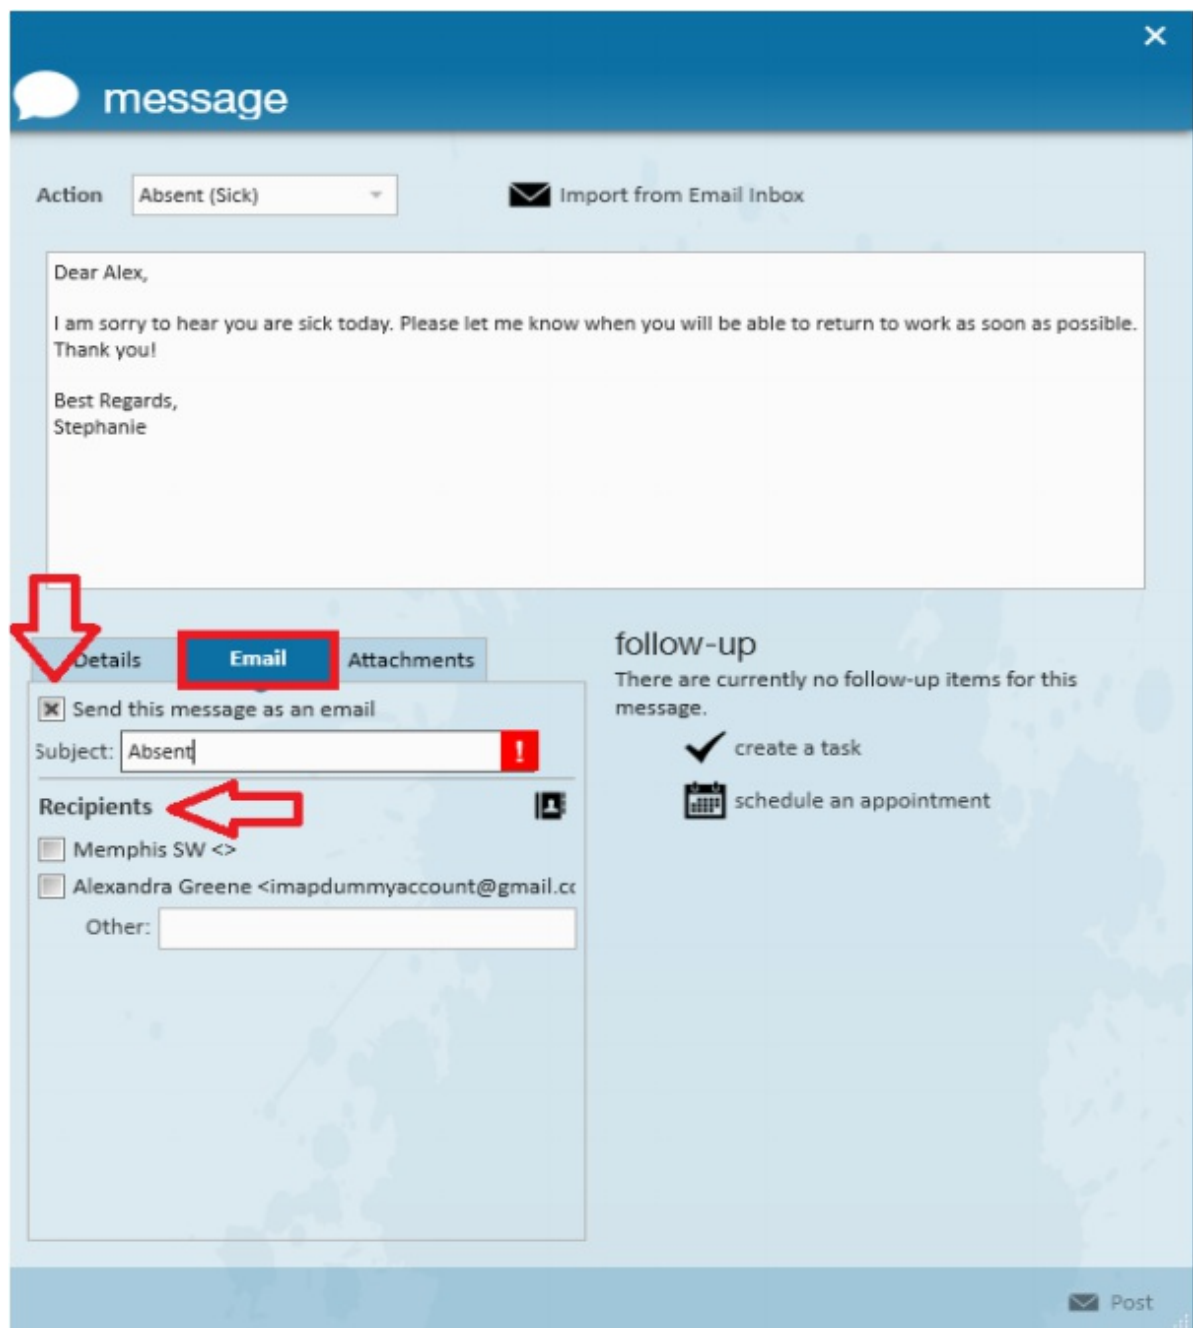 message
Action Absent (Sick) Import from Email Inbox
Dear Alex,
I am sorry to hear you are sick today. Please let me know when you will be able to return to work as soon as possible.
Thank you!
Best Regards,
Stephanie
Details Email Attachments
Send this message as an email
Subject: Absent !
Recipients
Memphis SW <>
Alexandra Greene <imapdummyaccount@gmail.cc
Other:
follow-up
There are currently no follow-up items for this
message.
create a task
schedule an appointment
Post